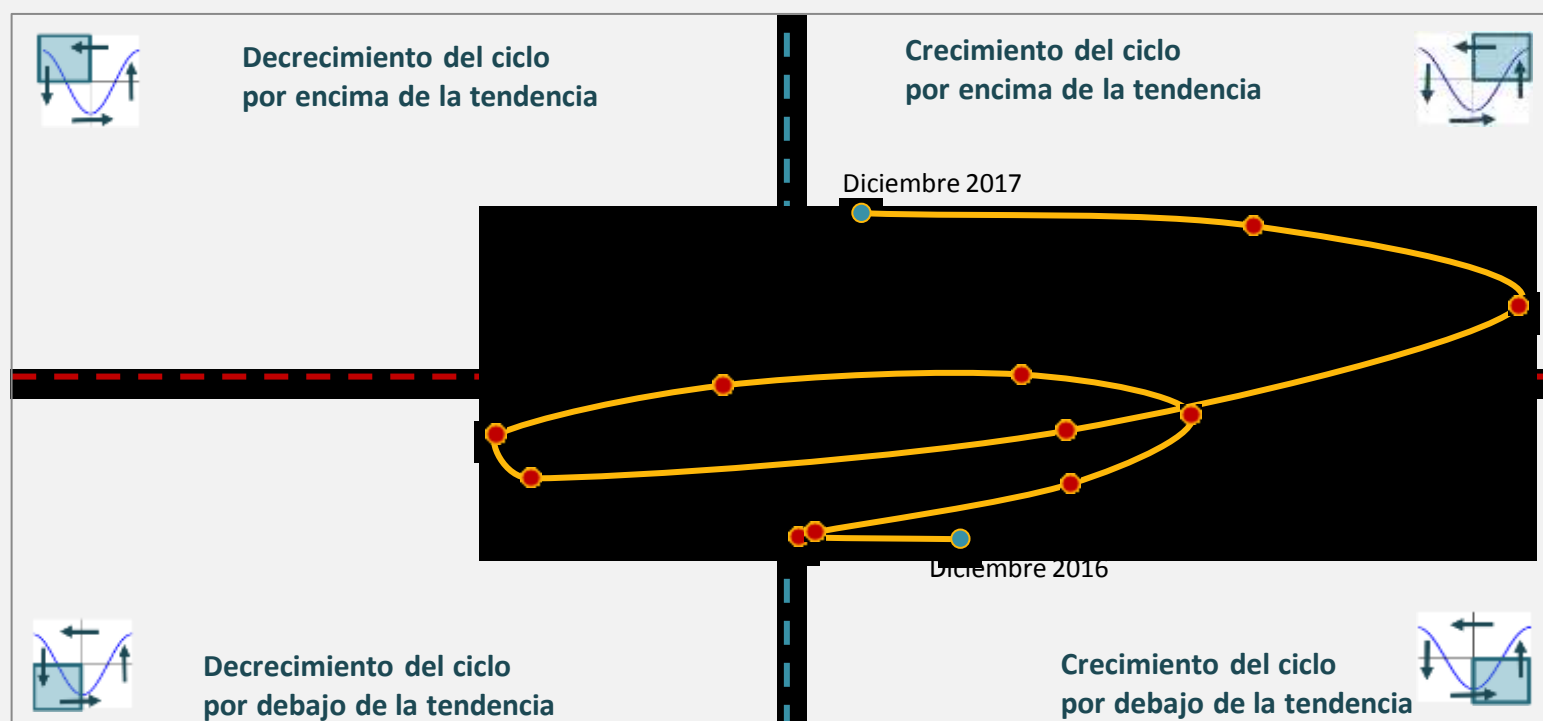 Decrecimiento del ciclo
por encima de la tendencia
Crecimiento del ciclo
por encima de la tendencia
Diciembre 2017
Diciembre 2016
Decrecimiento del ciclo
por debajo de la tendencia
Crecimiento del ciclo
por debajo de la tendencia